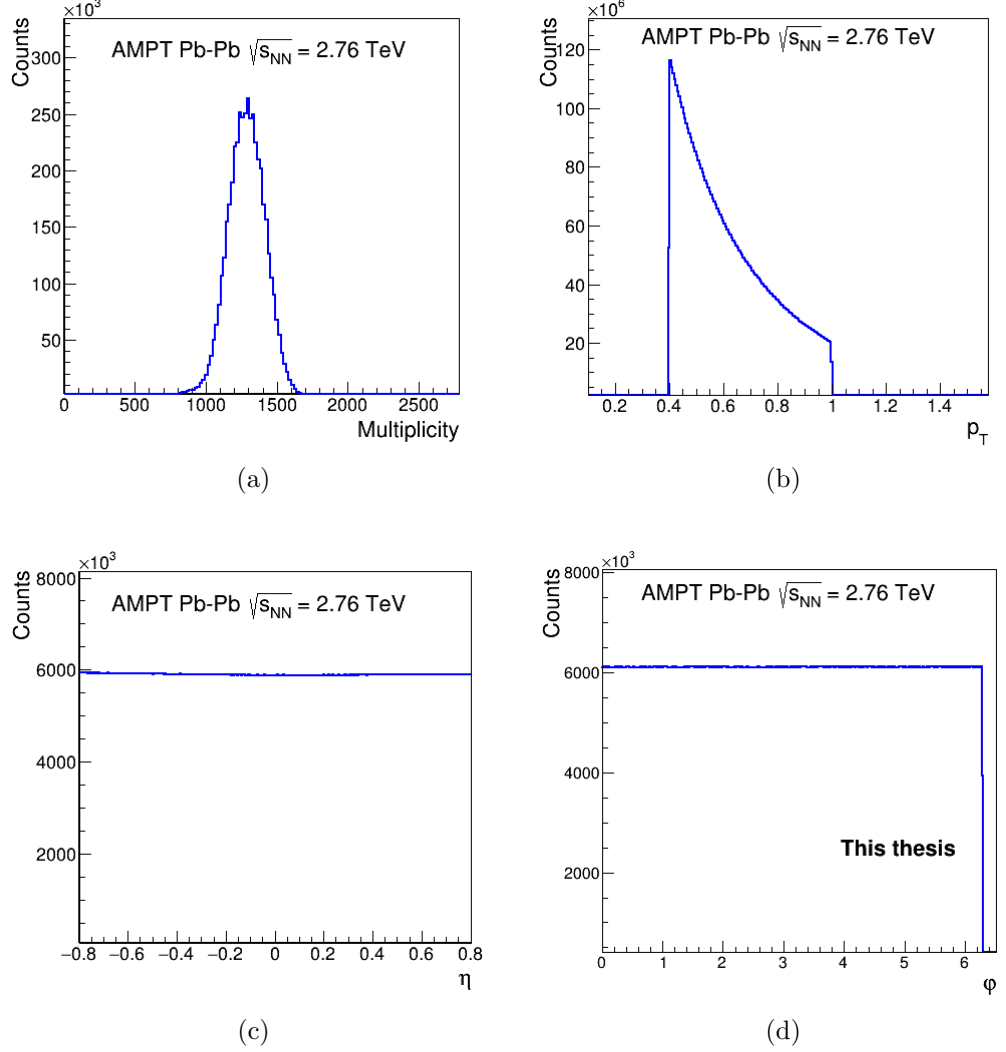 ×10³
Counts
AMPT Pb-Pb √s_NN = 2.76 TeV
300
250
200
150
100
50
0 500 1000 1500 2000 2500
Multiplicity
(a)
×10⁶
Counts
AMPT Pb-Pb √s_NN = 2.76 TeV
120
100
80
60
40
20
0.2 0.4 0.6 0.8 1 1.2 1.4
p_T
(b)
×10³
Counts
AMPT Pb-Pb √s_NN = 2.76 TeV
8000
6000
4000
2000
−0.8 −0.6 −0.4 −0.2 0 0.2 0.4 0.6 0.8
η
(c)
×10³
Counts
AMPT Pb-Pb √s_NN = 2.76 TeV
8000
6000
4000
2000
This thesis
0 1 2 3 4 5 6
φ
(d)